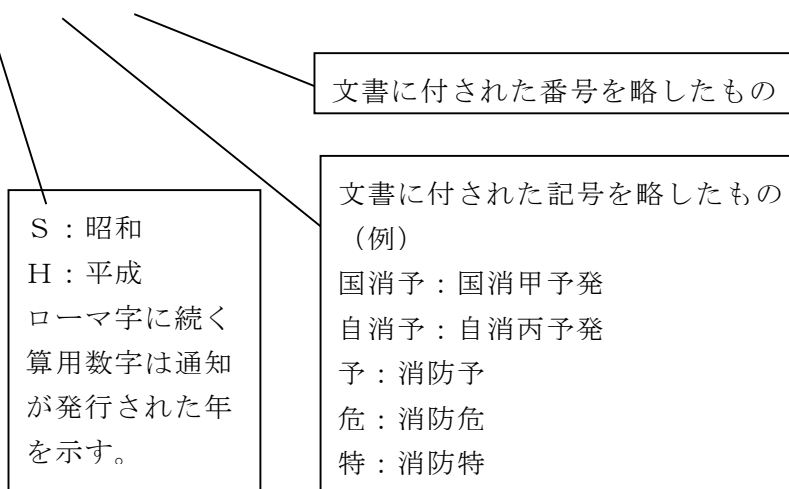 文書に付された番号を略したもの
文書に付された記号を略したもの
（例）
国消予：国消甲予発
自消予：自消丙予発
予：消防予
危：消防危
特：消防特
Ｓ：昭和
Ｈ：平成
ローマ字に続く
算用数字は通知
が発行された年
を示す。